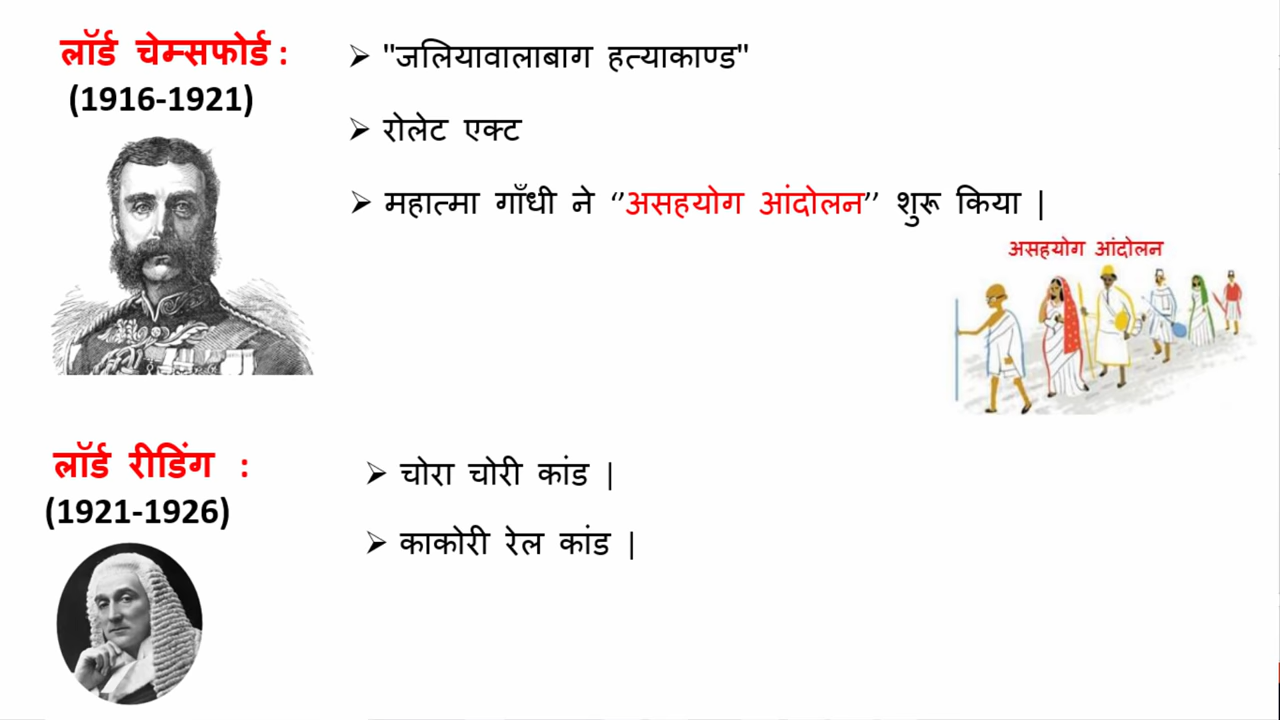 लॉर्ड चेम्सफोर्ड :
(1916-1921)
➢ "जलियावालाबाग हत्याकाण्ड"
➢ रोलेट एक्ट
➢ महात्मा गाँधी ने ‘’असहयोग आंदोलन’’ शुरू किया |
असहयोग आंदोलन
लॉर्ड रीडिंग :
(1921-1926)
➢ चोरा चोरी कांड |
➢ काकोरी रेल कांड |